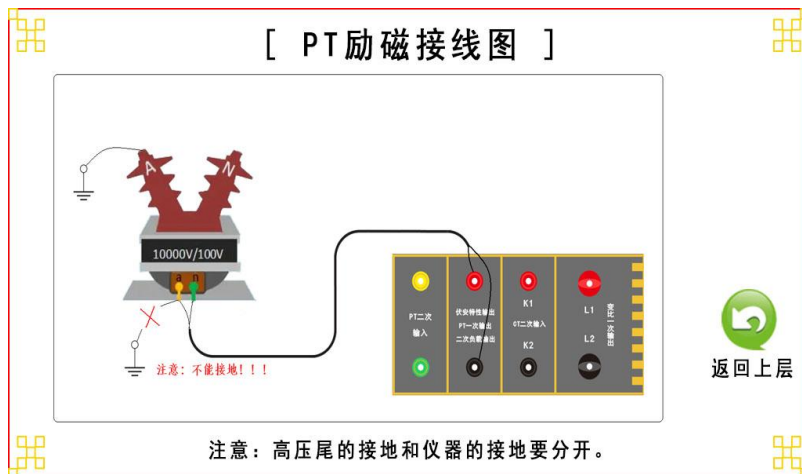 [ PT励磁接线图 ]
A
N
10000V/100V
a n
注意：不能接地！！！
PT二次
输入
伏安特性输出
PT一次输出
二次负载输出
K1
CT二次输入
K2
L1
L2
变比一次输出
返回上层
注意：高压尾的接地和仪器的接地要分开。